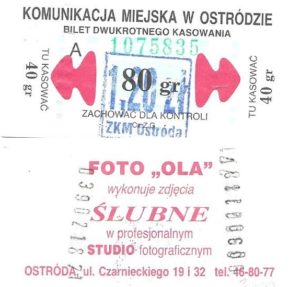 KOMUNIKACJA MIEJSKA W OSTRÓDZIE
BILET DWUKROTNEGO KASOWANIA
A 1075835
TU KASOWAĆ
40 gr
80 gr
1,20 zł
TU KASOWAĆ
40 gr
ZACHOWAĆ DLA KONTROLI
ZKM Ostróda
FOTO „OLA"
wykonuje zdjęcia
ŚLUBNE
w profesjonalnym
STUDIO fotograficznym
OSTRÓDA, ul. Czarnieckiego 19 i 32 tel. 46-80-77